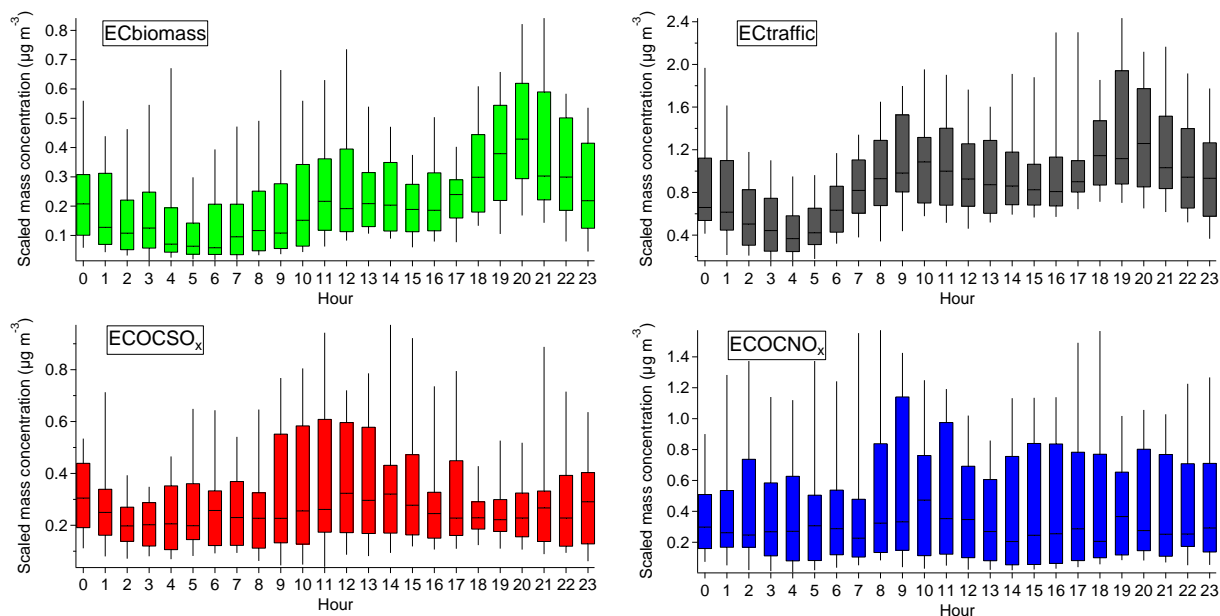 ECbiomass
Scaled mass concentration (µg m⁻³)
0.8
0.7
0.6
0.5
0.4
0.3
0.2
0.1
0 1 2 3 4 5 6 7 8 9 10 11 12 13 14 15 16 17 18 19 20 21 22 23
Hour
ECtraffic
Scaled mass concentration (µg m⁻³)
2.4
2.0
1.6
1.2
0.8
0.4
0 1 2 3 4 5 6 7 8 9 10 11 12 13 14 15 16 17 18 19 20 21 22 23
Hour
ECOCSOₓ
Scaled mass concentration (µg m⁻³)
0.8
0.6
0.4
0.2
0 1 2 3 4 5 6 7 8 9 10 11 12 13 14 15 16 17 18 19 20 21 22 23
Hour
ECOCNOₓ
Scaled mass concentration (µg m⁻³)
1.4
1.2
1.0
0.8
0.6
0.4
0.2
0 1 2 3 4 5 6 7 8 9 10 11 12 13 14 15 16 17 18 19 20 21 22 23
Hour